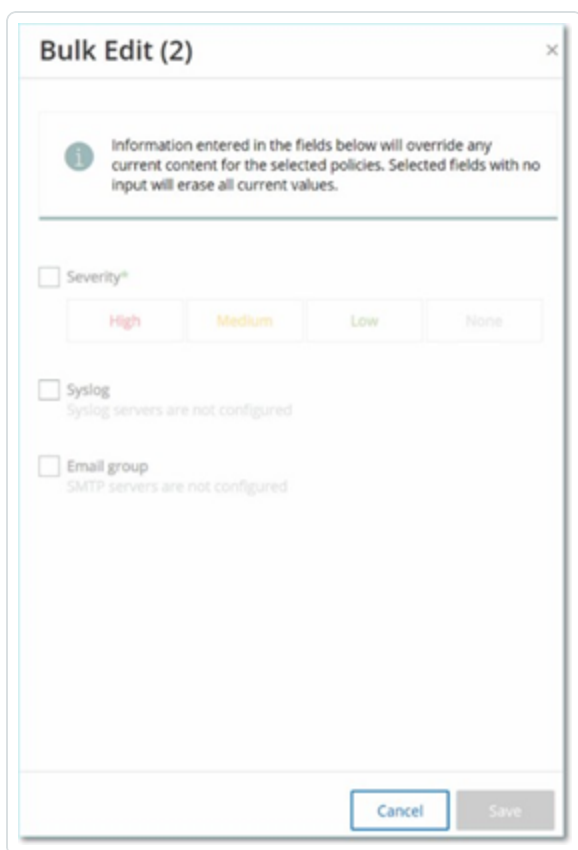 Bulk Edit (2)
×
i
Information entered in the fields below will override any
current content for the selected policies. Selected fields with no
input will erase all current values.
Severity*
High Medium Low None
Syslog
Syslog servers are not configured
Email group
SMTP servers are not configured
Cancel Save